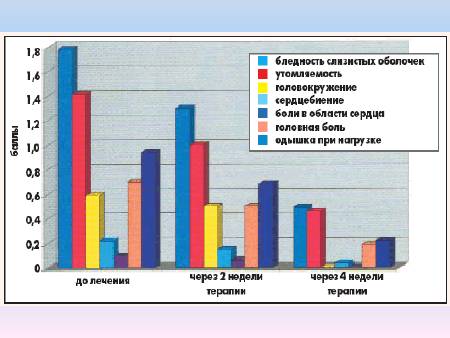 1,8
1,6
1,4
1,2
1,0
0,8
0,6
0,4
0,2
0
баллы
бледность слизистых оболочек
утомляемость
головокружение
сердцебиение
боли в области сердца
головная боль
одышка при нагрузке
до лечения
через 2 недели
терапии
через 4 недели
терапии